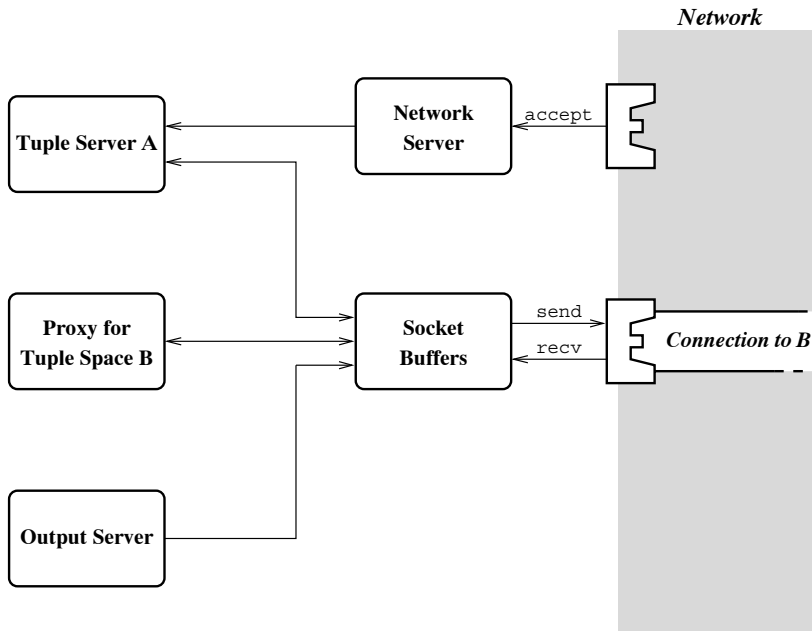 Network
Network
Server
accept
Tuple Server A
Proxy for
Tuple Space B
Socket
Buffers
send
recv
Connection to B
Output Server